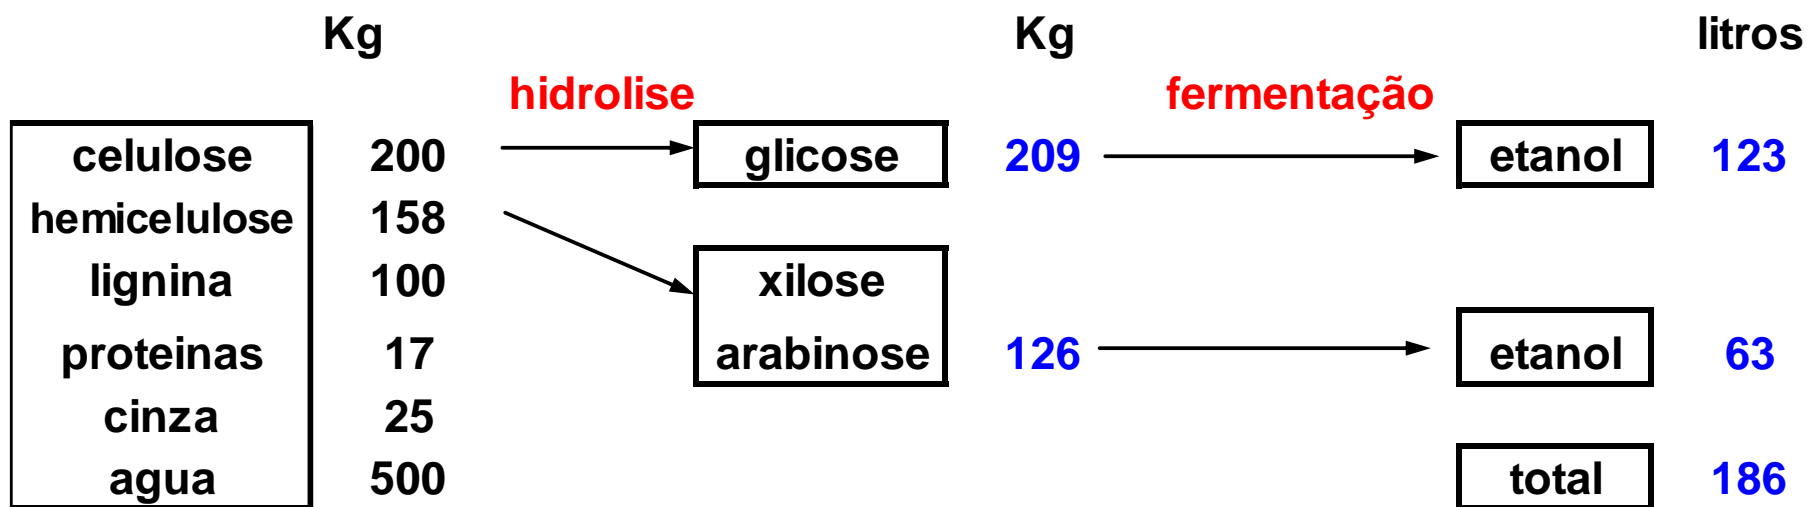 Kg Kg litros
hidrolise fermentação
celulose 200 glicose 209 etanol 123
hemicelulose 158
lignina 100 xilose
proteinas 17 arabinose 126 etanol 63
cinza 25
agua 500 total 186